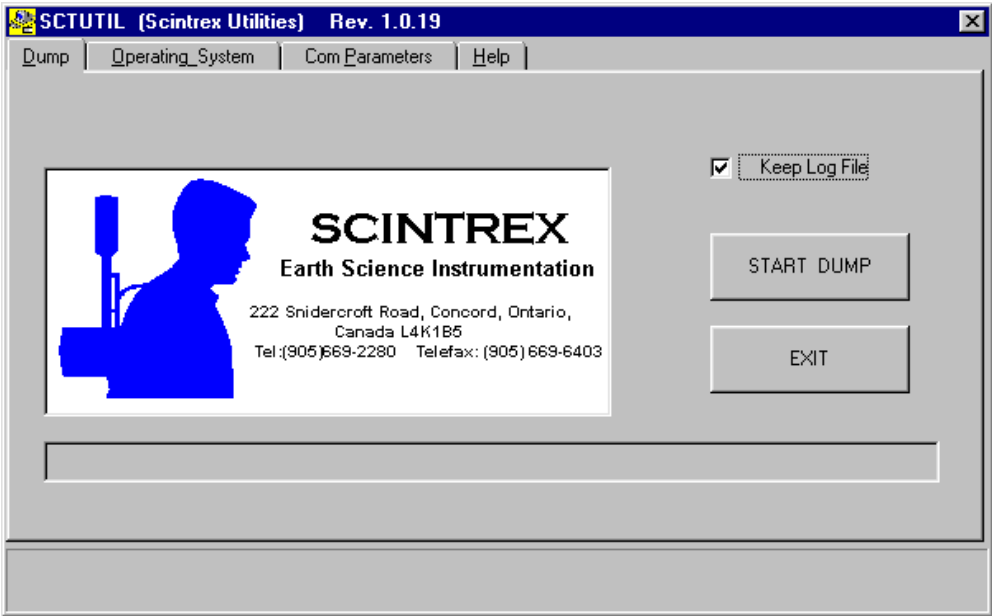 SCTUTIL (Scintrex Utilities) Rev. 1.0.19
Dump Operating_System Com Parameters Help
Keep Log File
SCINTREX
Earth Science Instrumentation
222 Snidercroft Road, Concord, Ontario,
Canada L4K1B5
Tel:(905)669-2280 Telefax: (905) 669-6403
START DUMP
EXIT